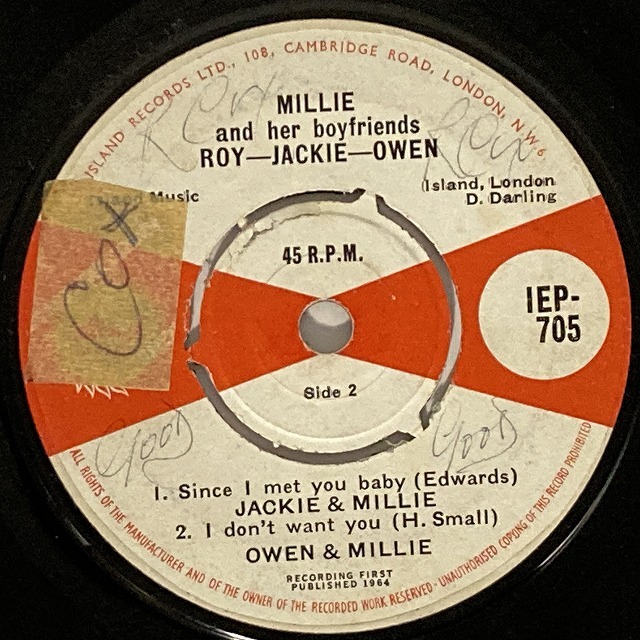 ISLAND RECORDS LTD., 108, CAMBRIDGE ROAD, LONDON, N.W 6
MILLIE
and her boyfriends
ROY—JACKIE—OWEN
Music
Island, London
D. Darling
Cox
45 R.P.M.
IEP-
705
Side 2
Good
Good
1. Since I met you baby (Edwards)
JACKIE & MILLIE
2. I don't want you (H. Small)
OWEN & MILLIE
RECORDING FIRST
PUBLISHED 1964
ALL RIGHTS OF THE MANUFACTURER AND OF THE OWNER OF THE RECORDED WORK RESERVED - UNAUTHORISED COPYING OF THIS RECORD PROHIBITED